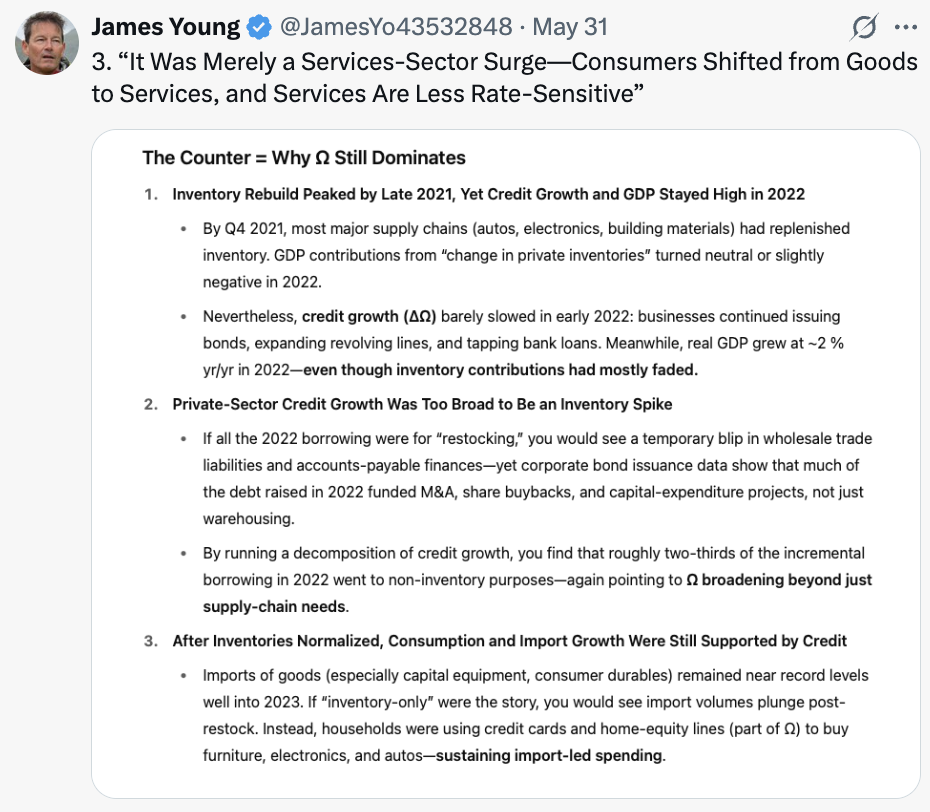 James Young @JamesYo43532848 · May 31
3. “It Was Merely a Services-Sector Surge—Consumers Shifted from Goods
to Services, and Services Are Less Rate-Sensitive”
The Counter = Why Ω Still Dominates
1. Inventory Rebuild Peaked by Late 2021, Yet Credit Growth and GDP Stayed High in 2022
• By Q4 2021, most major supply chains (autos, electronics, building materials) had replenished
inventory. GDP contributions from “change in private inventories” turned neutral or slightly
negative in 2022.
• Nevertheless, credit growth (ΔΩ) barely slowed in early 2022: businesses continued issuing
bonds, expanding revolving lines, and tapping bank loans. Meanwhile, real GDP grew at ~2 %
yr/yr in 2022—even though inventory contributions had mostly faded.
2. Private-Sector Credit Growth Was Too Broad to Be an Inventory Spike
• If all the 2022 borrowing were for “restocking,” you would see a temporary blip in wholesale trade
liabilities and accounts-payable finances—yet corporate bond issuance data show that much of
the debt raised in 2022 funded M&A, share buybacks, and capital-expenditure projects, not just
warehousing.
• By running a decomposition of credit growth, you find that roughly two-thirds of the incremental
borrowing in 2022 went to non-inventory purposes—again pointing to Ω broadening beyond just
supply-chain needs.
3. After Inventories Normalized, Consumption and Import Growth Were Still Supported by Credit
• Imports of goods (especially capital equipment, consumer durables) remained near record levels
well into 2023. If “inventory-only” were the story, you would see import volumes plunge post-
restock. Instead, households were using credit cards and home-equity lines (part of Ω) to buy
furniture, electronics, and autos—sustaining import-led spending.